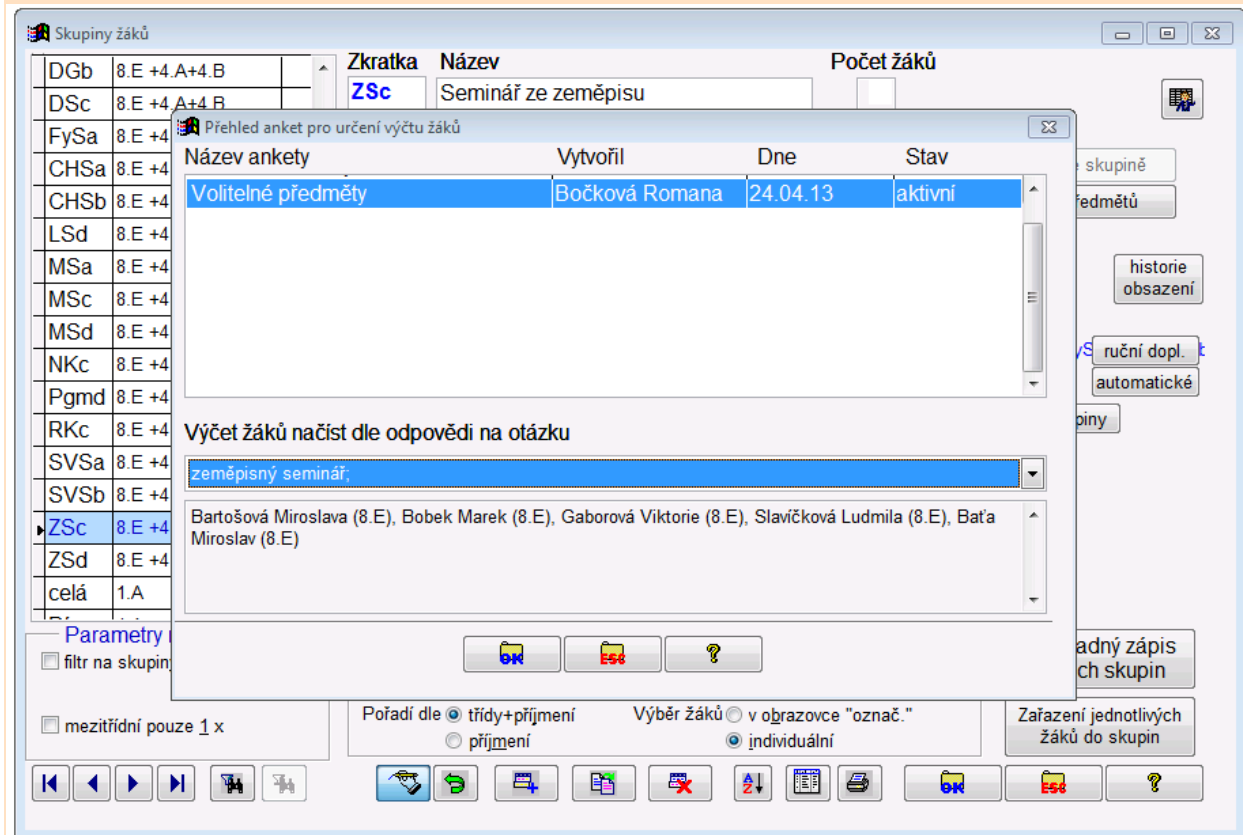 Skupiny žáků
Zkratka Název Počet žáků
DGb 8.E +4.A+4.B
ZSc Seminář ze zeměpisu
DSc 8.E +4.A+4.B
FySa 8.E +4
CHSa 8.E +4
CHSb 8.E +4
LSd 8.E +4
MSa 8.E +4
MSc 8.E +4
MSd 8.E +4
NKc 8.E +4
Pgmd 8.E +4
RKc 8.E +4
SVSa 8.E +4
SVSb 8.E +4
ZSc 8.E +4
ZSd 8.E +4
celá 1.A
Přehled anket pro určení výčtu žáků
Název ankety Vytvořil Dne Stav
Volitelné předměty Bočková Romana 24.04.13 aktivní
Výčet žáků načíst dle odpovědi na otázku
zeměpisný seminář;
Bartošová Miroslava (8.E), Bobek Marek (8.E), Gaborová Viktorie (8.E), Slavíčková Ludmila (8.E), Baťa
Miroslav (8.E)
OK ESC ?
skupině
ředmětů
historie
obsazení
ruční dopl.
automatické
piny
Parametry
filtr na skupiny
mezitřídní pouze 1 x
Pořadí dle třídy+příjmení
příjmení
Výběr žáků v obrazovce "označ."
individuální
adný zápis
ch skupin
Zařazení jednotlivých
žáků do skupin
OK ESC ?